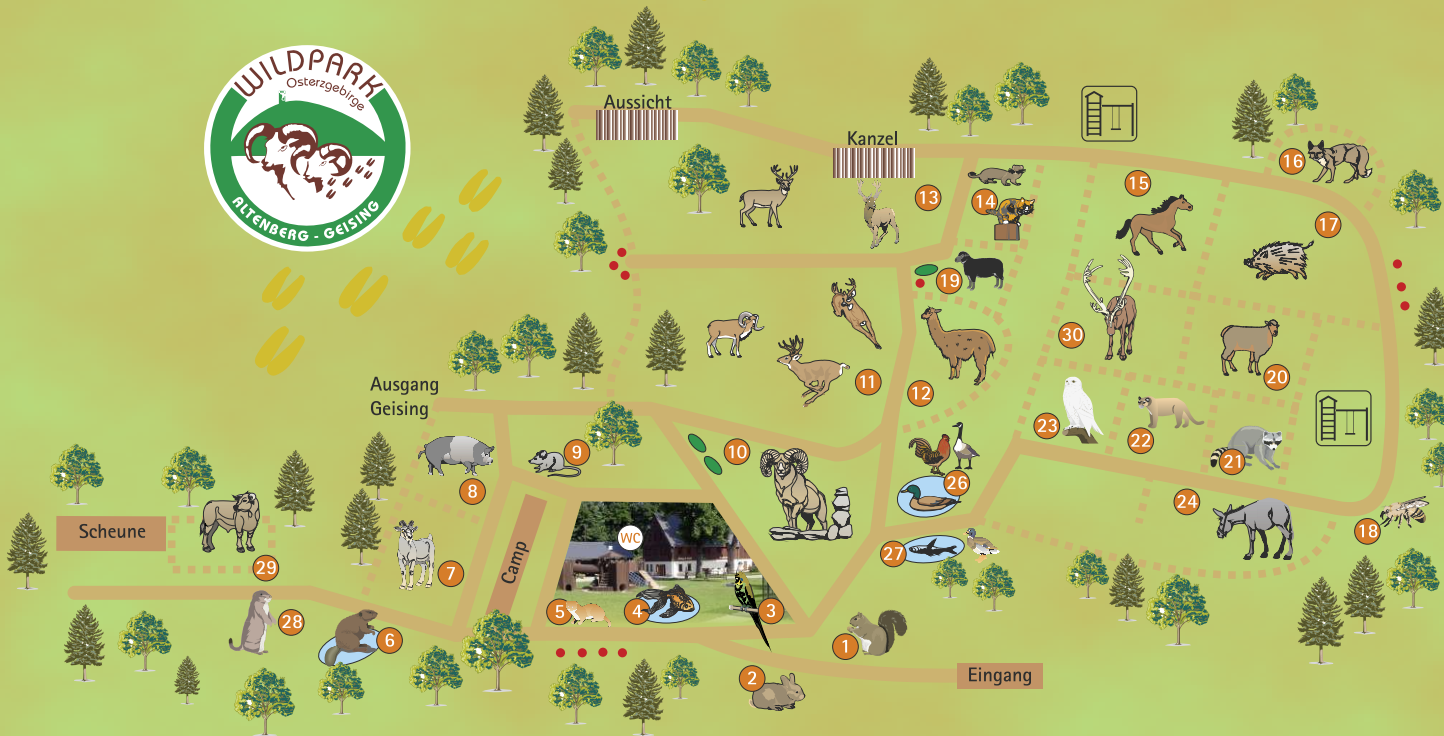 WILDPARK
Osterzgebirge
ALTENBERG - GEISING
Aussicht
Kanzel
13
14
15
16
17
19
30
20
11
12
Ausgang
Geising
23
22
21
9
10
8
26
24
18
Scheune
WC
27
Camp
29
7
28
6
5
4
3
1
2
Eingang